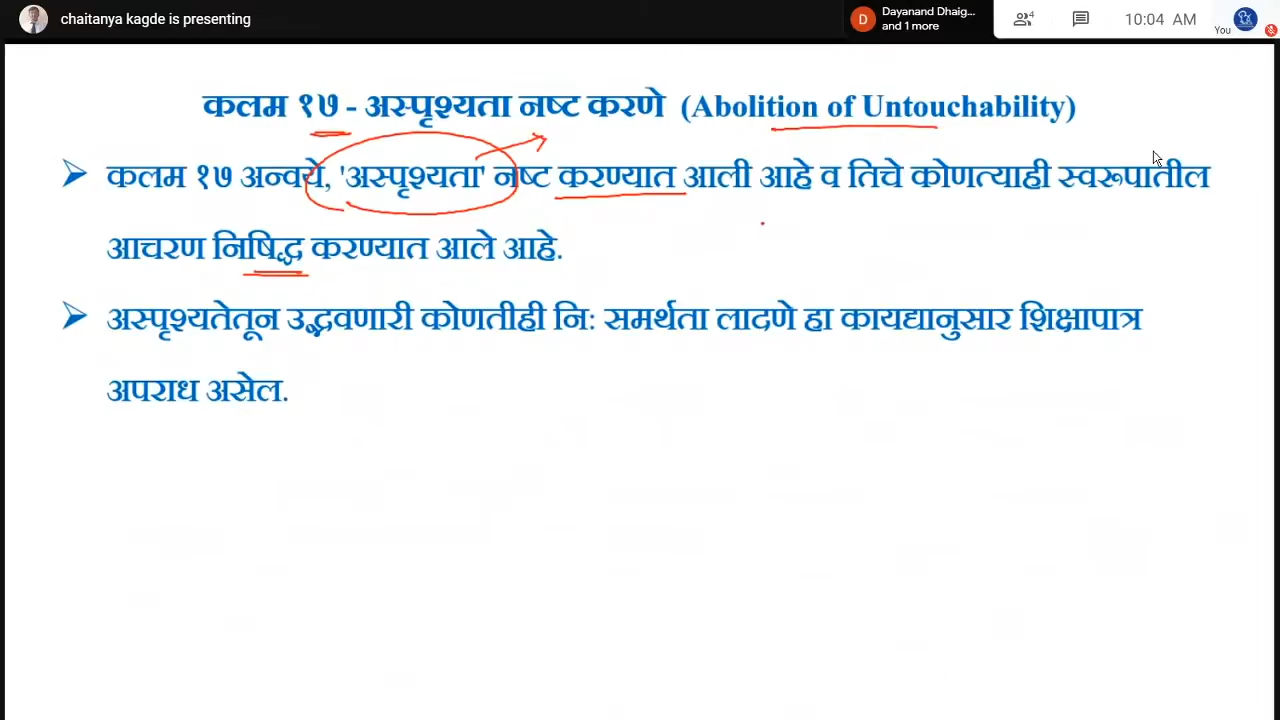 chaitanya kagde is presenting
D
Dayanand Dhaig...
and 1 more
4
10:04 AM
You
कलम १७ - अस्पृश्यता नष्ट करणे (Abolition of Untouchability)
कलम १७ अन्वये, 'अस्पृश्यता' नष्ट करण्यात आली आहे व तिचे कोणत्याही स्वरूपातील
आचरण निषिद्ध करण्यात आले आहे.
अस्पृश्यतेतून उद्भवणारी कोणतीही नि: समर्थता लादणे हा कायद्यानुसार शिक्षापात्र
अपराध असेल.